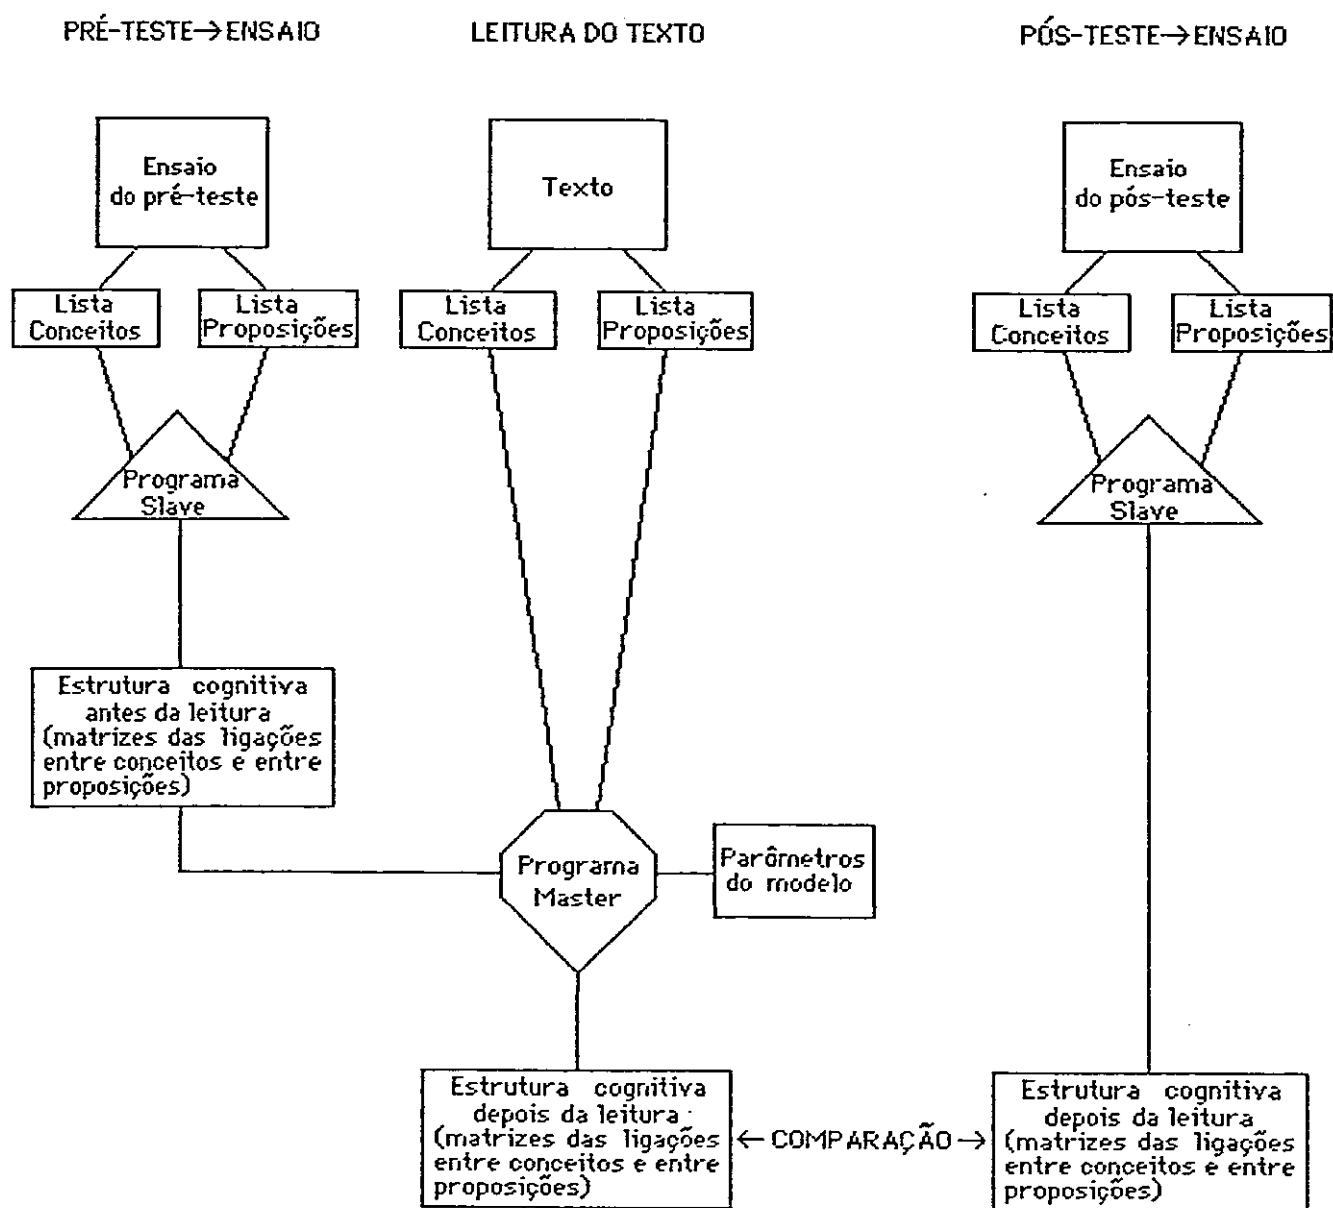 PRÉ-TESTE→ENSAIO
LEITURA DO TEXTO
PÓS-TESTE→ENSAIO
Ensaio
do pré-teste
Texto
Ensaio
do pós-teste
Lista
Conceitos
Lista
Proposições
Lista
Conceitos
Lista
Proposições
Lista
Conceitos
Lista
Proposições
Programa
Slave
Programa
Slave
Estrutura cognitiva
antes da leitura
(matrizes das ligações
entre conceitos e entre
proposições)
Programa
Master
Parâmetros
do modelo
Estrutura cognitiva
depois da leitura
(matrizes das ligações
entre conceitos e entre
proposições)
← COMPARAÇÃO →
Estrutura cognitiva
depois da leitura
(matrizes das ligações
entre conceitos e entre
proposições)